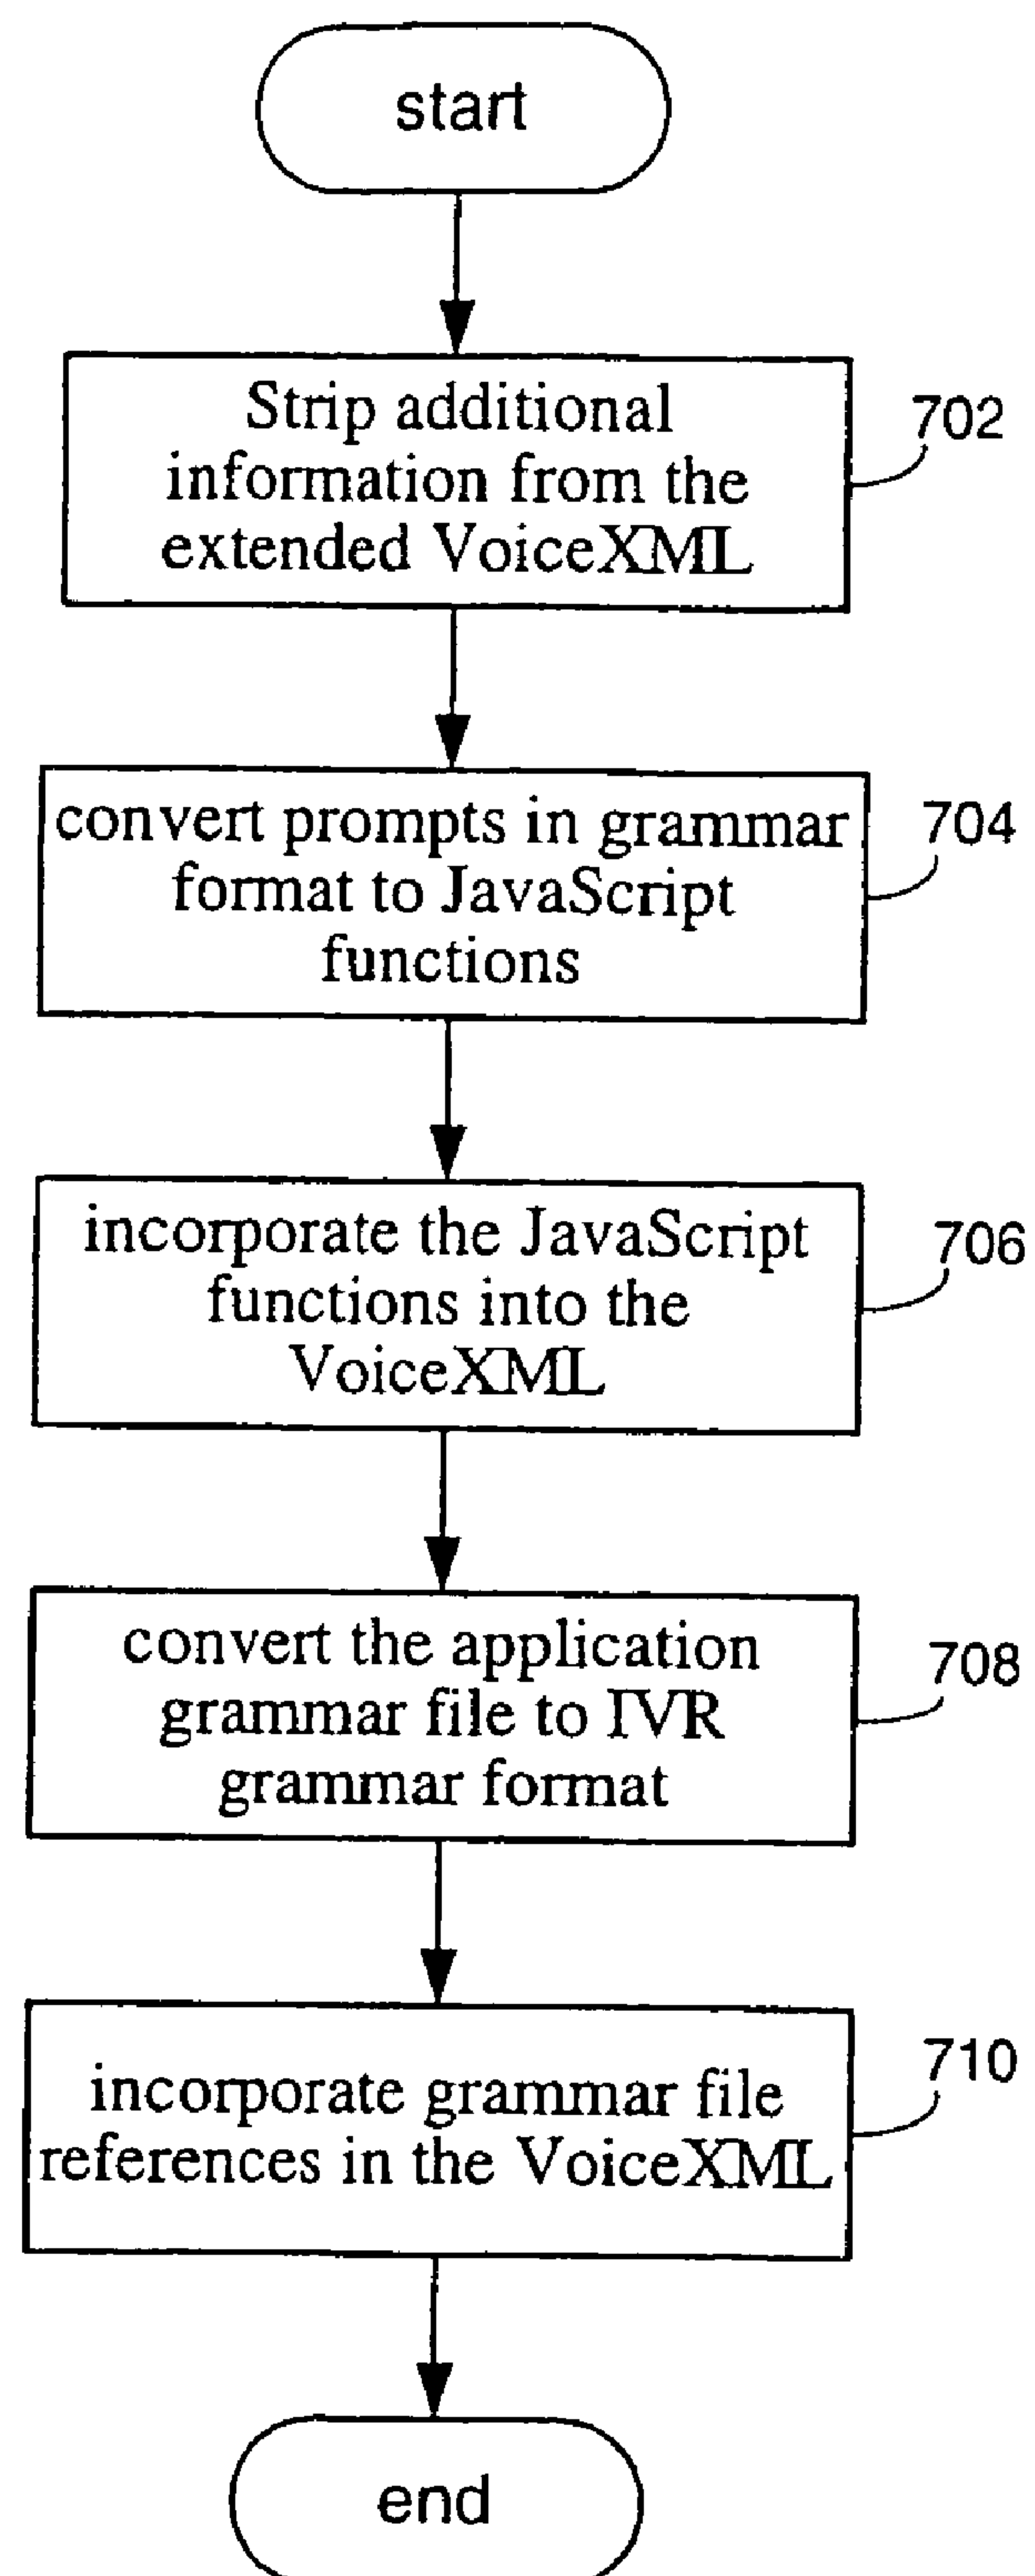 start
Strip additional
information from the
extended VoiceXML
702
convert prompts in grammar
format to JavaScript
functions
704
incorporate the JavaScript
functions into the
VoiceXML
706
convert the application
grammar file to IVR
grammar format
708
incorporate grammar file
references in the VoiceXML
710
end